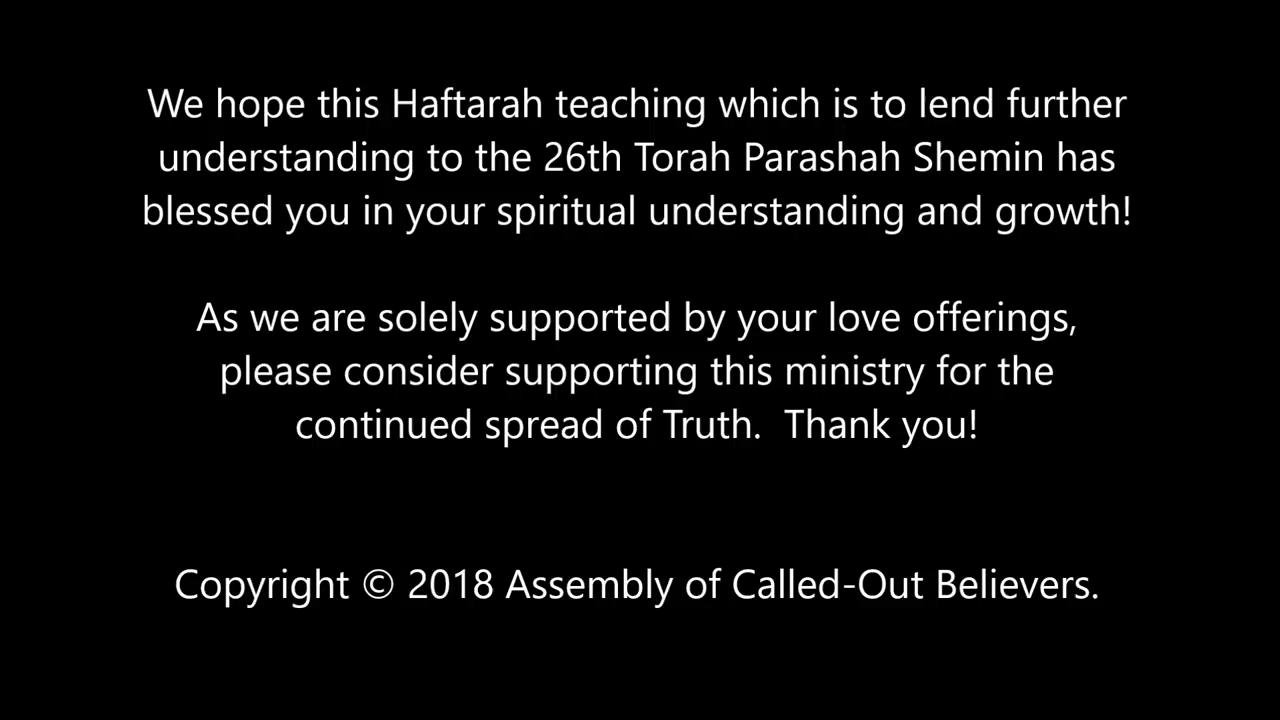 We hope this Haftarah teaching which is to lend further
understanding to the 26th Torah Parashah Shemin has
blessed you in your spiritual understanding and growth!
As we are solely supported by your love offerings,
please consider supporting this ministry for the
continued spread of Truth.  Thank you!
Copyright © 2018 Assembly of Called-Out Believers.